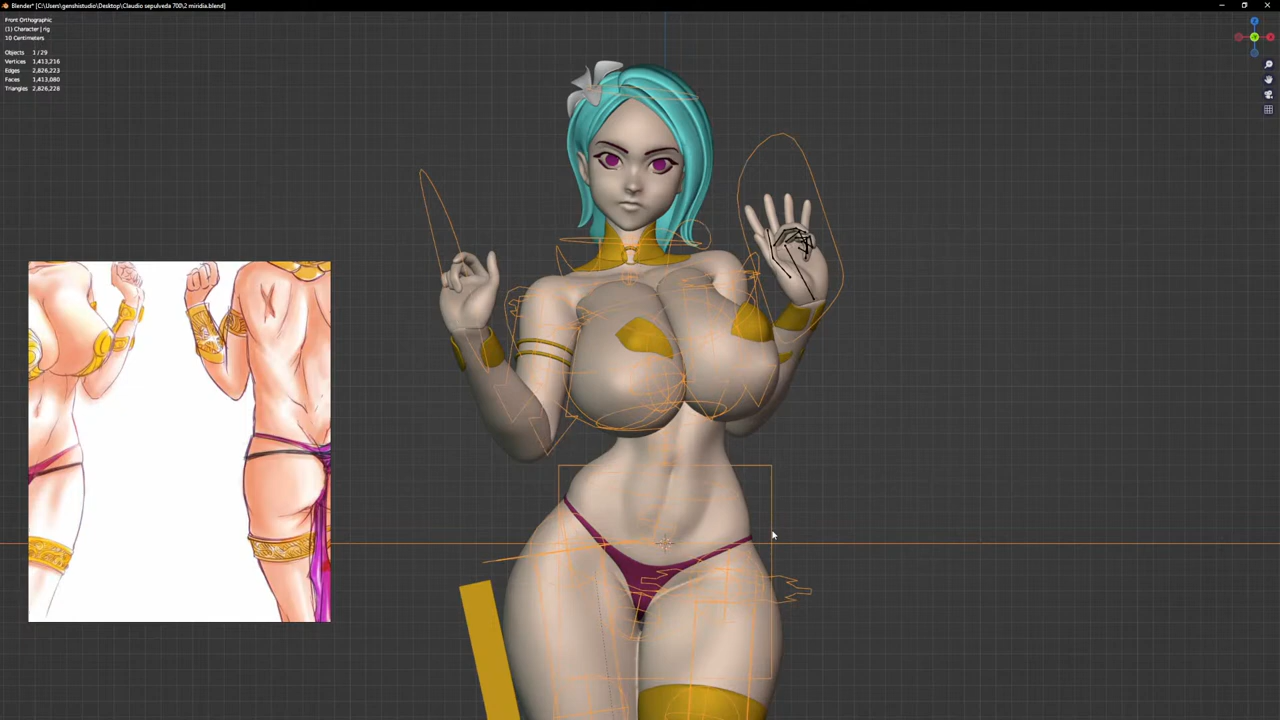 Blender* [C:\Users\genshistudio\Desktop\Claudio sepulveda 700\2 miridia.blend]
Front Orthographic
(1) Character | rig
10 Centimeters
Objects 1/29
Vertices 1,413,216
Edges 2,826,223
Faces 1,413,080
Triangles 2,826,228